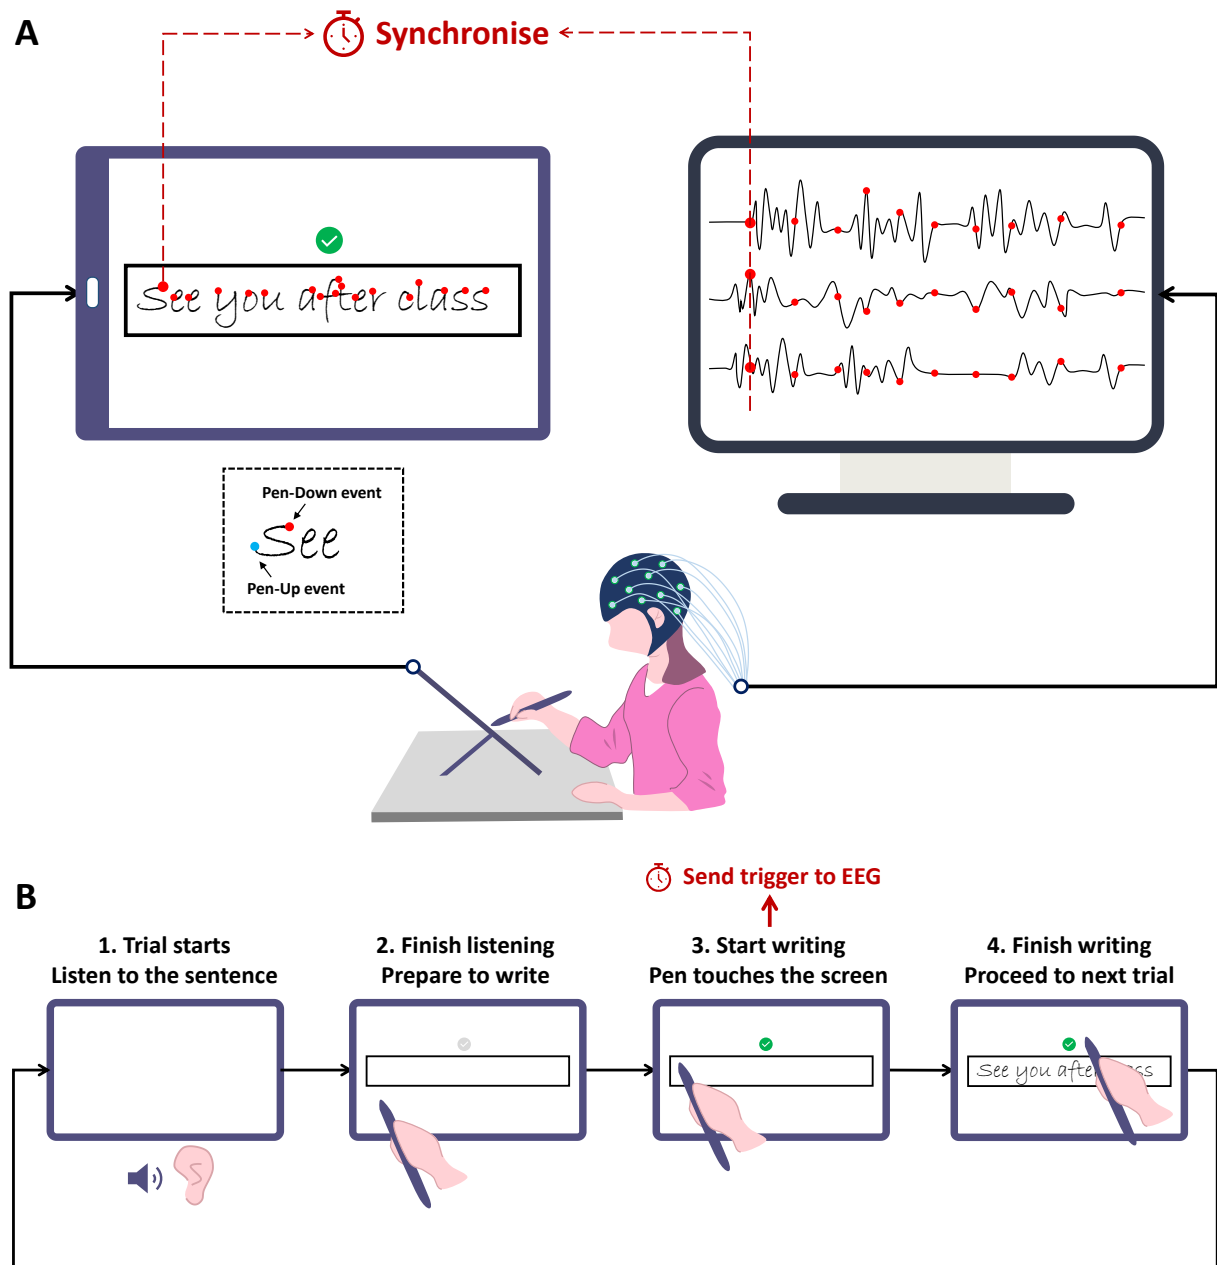 A
Synchronise
See you after class
Pen-Down event
See
Pen-Up event
B
Send trigger to EEG
1. Trial starts
Listen to the sentence
2. Finish listening
Prepare to write
3. Start writing
Pen touches the screen
4. Finish writing
Proceed to next trial
See you after class